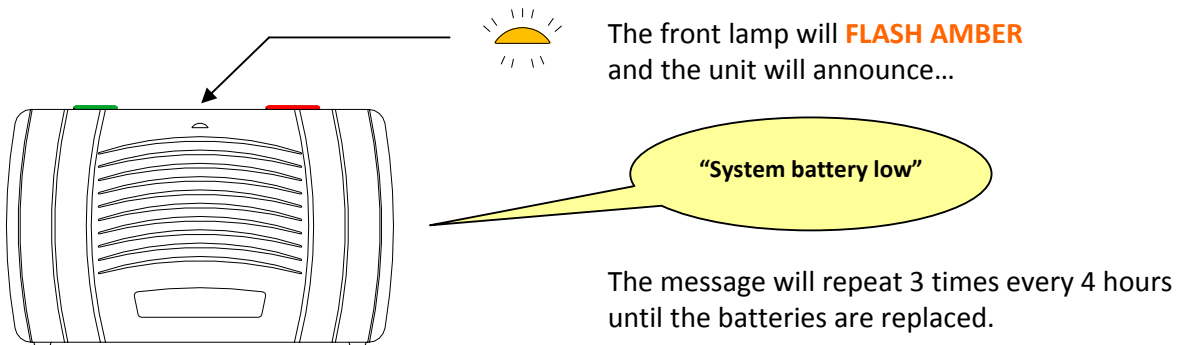 The front lamp will FLASH AMBER
and the unit will announce…
“System battery low”
The message will repeat 3 times every 4 hours
until the batteries are replaced.